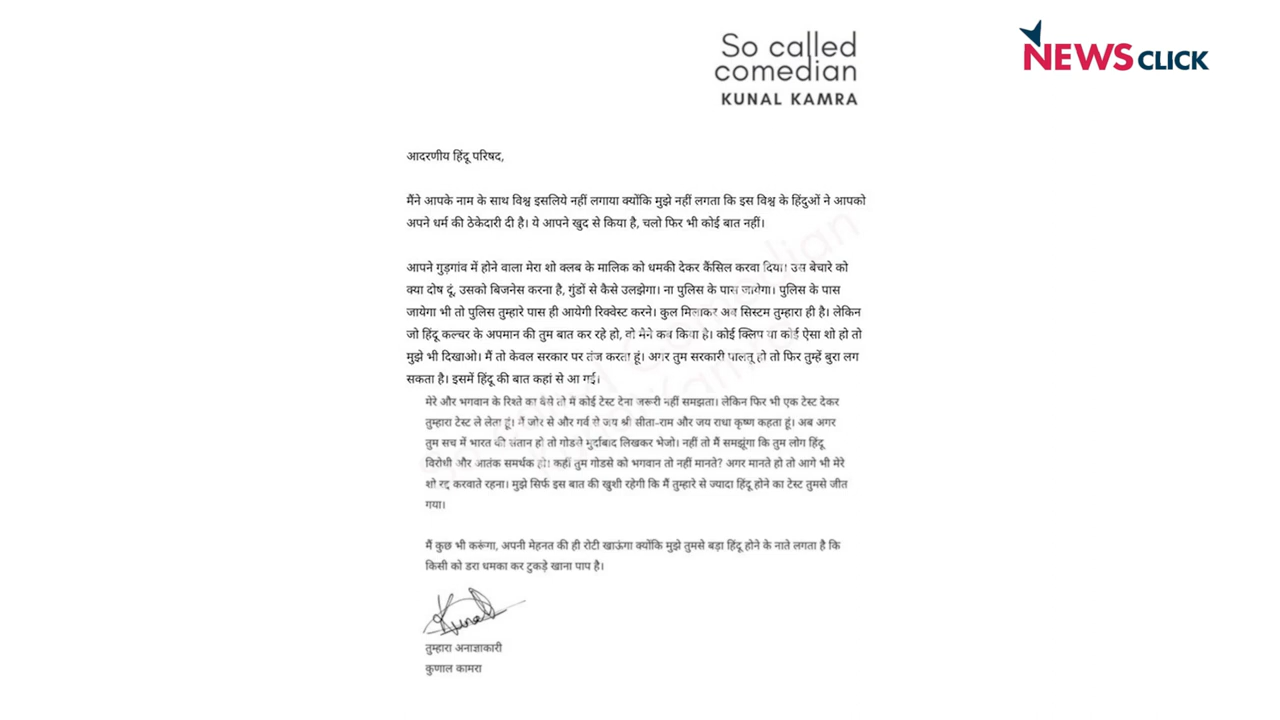 So called
comedian
KUNAL KAMRA
NEWSCLICK
आदरणीय हिंदू परिषद,
मैंने आपके नाम के साथ विश्व इसलिये नहीं लगाया क्योंकि मुझे नहीं लगता कि इस विश्व के हिंदुओं ने आपको
अपने धर्म की ठेकेदारी दी है। ये आपने खुद से किया है, चलो फिर भी कोई बात नहीं।
आपने गुड़गांव में होने वाला मेरा शो क्लब के मालिक को धमकी देकर कैंसिल करवा दिया। उस बेचारे को
क्या दोष दूं, उसको बिजनेस करना है, गुंडों से कैसे उलझेगा। ना पुलिस के पास जायेगा। पुलिस के पास
जायेगा भी तो पुलिस तुम्हारे पास ही आयेगी रिक्वेस्ट करने। कुल मिलाकर अब सिस्टम तुम्हारा ही है। लेकिन
जो हिंदू कल्चर के अपमान की तुम बात कर रहे हो, वो मैंने कब किया है। कोई क्लिप या कोई ऐसा शो हो तो
मुझे भी दिखाओ। मैं तो केवल सरकार पर तंज करता हूं। अगर तुम सरकारी पालतू हो तो फिर तुम्हें बुरा लग
सकता है। इसमें हिंदू की बात कहां से आ गई।
मेरे और भगवान के रिश्ते का वैसे तो में कोई टेस्ट देना जरूरी नहीं समझता। लेकिन फिर भी एक टेस्ट देकर
तुम्हारा टेस्ट ले लेता हूं। मैं जोर से और गर्व से जय श्री सीता-राम और जय राधा कृष्ण कहता हूं। अब अगर
तुम सच में भारत की संतान हो तो गोडसे मुर्दाबाद लिखकर भेजो। नहीं तो मैं समझूंगा कि तुम लोग हिंदू
विरोधी और आतंक समर्थक हो। कहीं तुम गोडसे को भगवान तो नहीं मानते? अगर मानते हो तो आगे भी मेरे
शो रद्द करवाते रहना। मुझे सिर्फ इस बात की खुशी रहेगी कि मैं तुम्हारे से ज्यादा हिंदू होने का टेस्ट तुमसे जीत
गया।
मैं कुछ भी करूंगा, अपनी मेहनत की ही रोटी खाऊंगा क्योंकि मुझे तुमसे बड़ा हिंदू होने के नाते लगता है कि
किसी को डरा धमका कर टुकड़े खाना पाप है।
Kunal
तुम्हारा अनाज्ञाकारी
कुणाल कामरा